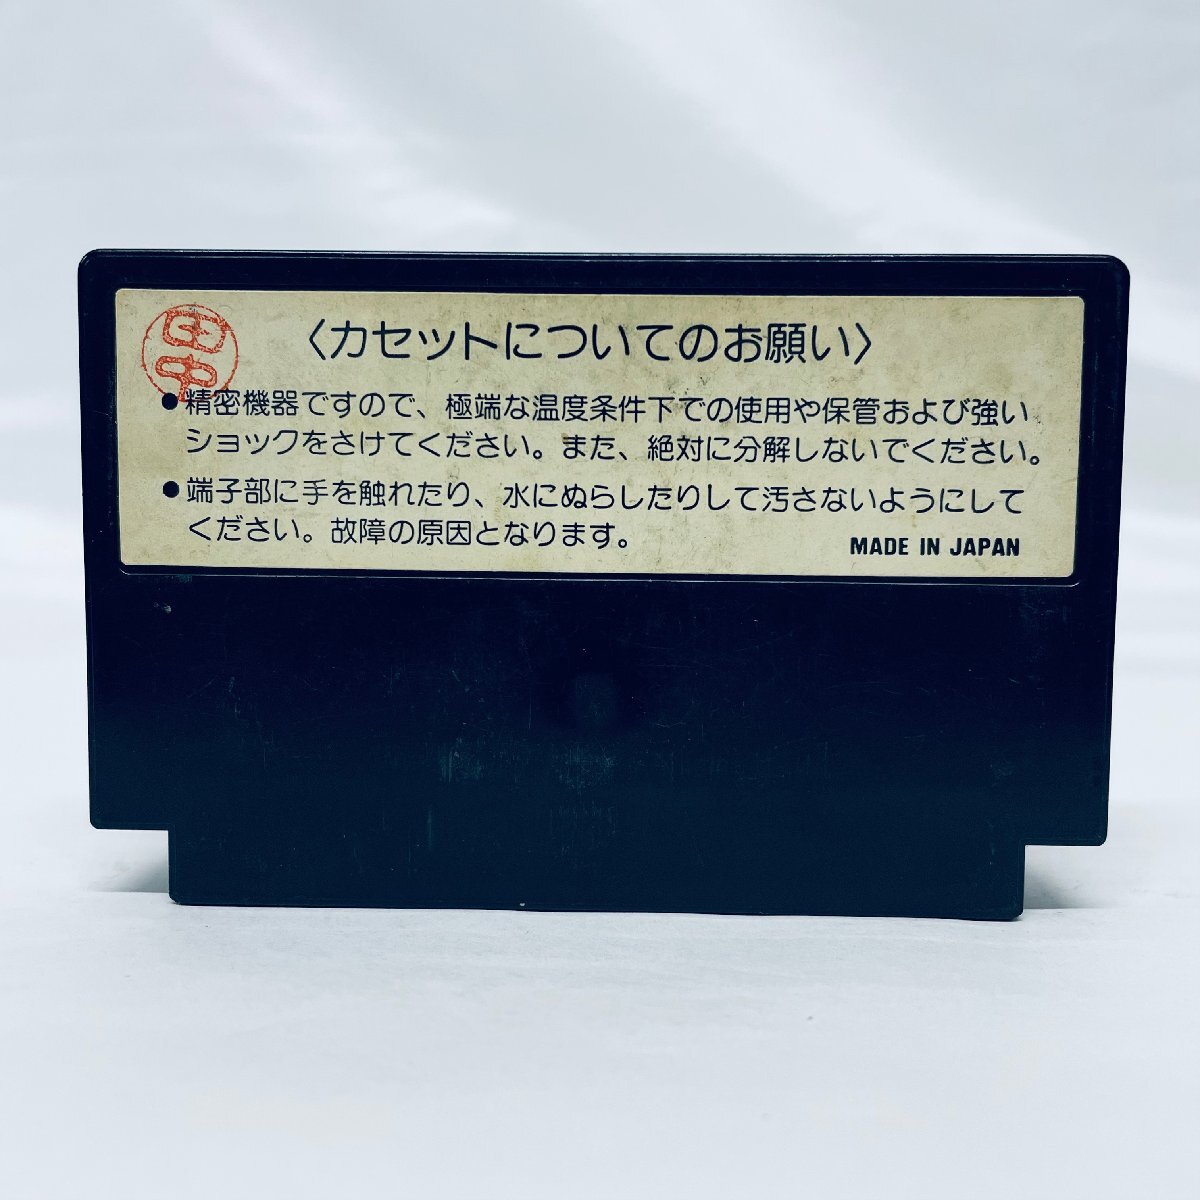 田中
〈カセットについてのお願い〉
●精密機器ですので、極端な温度条件下での使用や保管および強い
ショックをさけてください。また、絶対に分解しないでください。
●端子部に手を触れたり、水にぬらしたりして汚さないようにして
ください。故障の原因となります。
MADE IN JAPAN